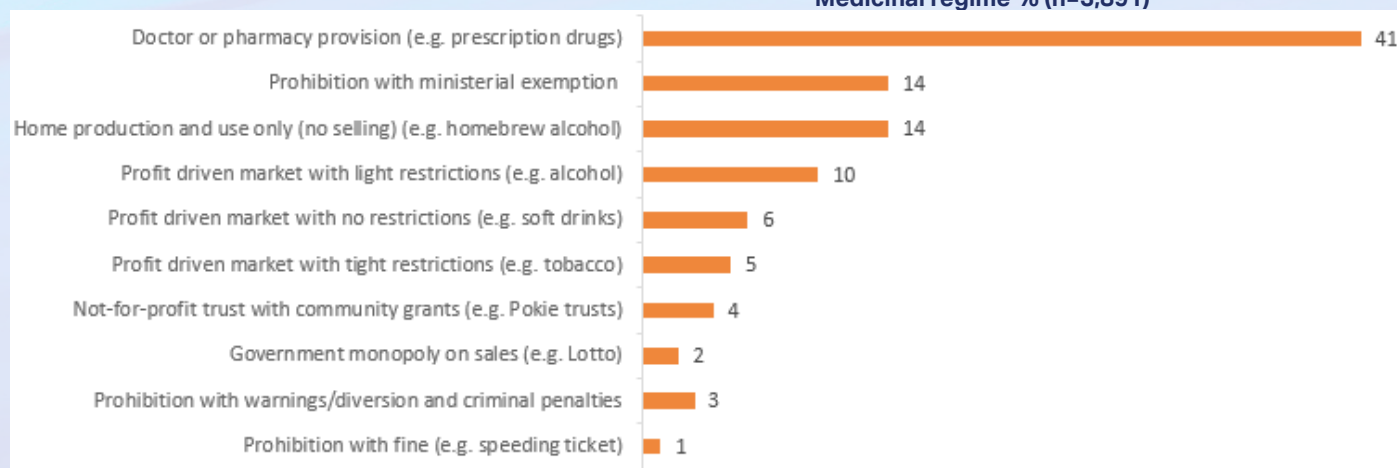 Medicinal regime % (n=3,891)
Doctor or pharmacy provision (e.g. prescription drugs) 41
Prohibition with ministerial exemption 14
Home production and use only (no selling) (e.g. homebrew alcohol) 14
Profit driven market with light restrictions (e.g. alcohol) 10
Profit driven market with no restrictions (e.g. soft drinks) 6
Profit driven market with tight restrictions (e.g. tobacco) 5
Not-for-profit trust with community grants (e.g. Pokie trusts) 4
Government monopoly on sales (e.g. Lotto) 2
Prohibition with warnings/diversion and criminal penalties 3
Prohibition with fine (e.g. speeding ticket) 1